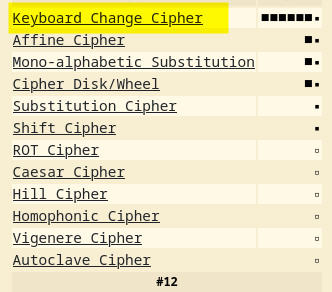 Keyboard Change Cipher
Affine Cipher
Mono-alphabetic Substitution
Cipher Disk/Wheel
Substitution Cipher
Shift Cipher
ROT Cipher
Caesar Cipher
Hill Cipher
Homophonic Cipher
Vigenere Cipher
Autoclave Cipher
#12